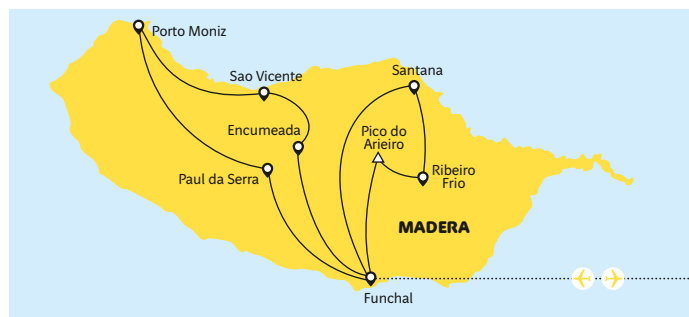 Porto Moniz
Sao Vicente
Santana
Encumeada
Pico do
Arieiro
Paul da Serra
Ribeiro
Frio
MADERA
Funchal